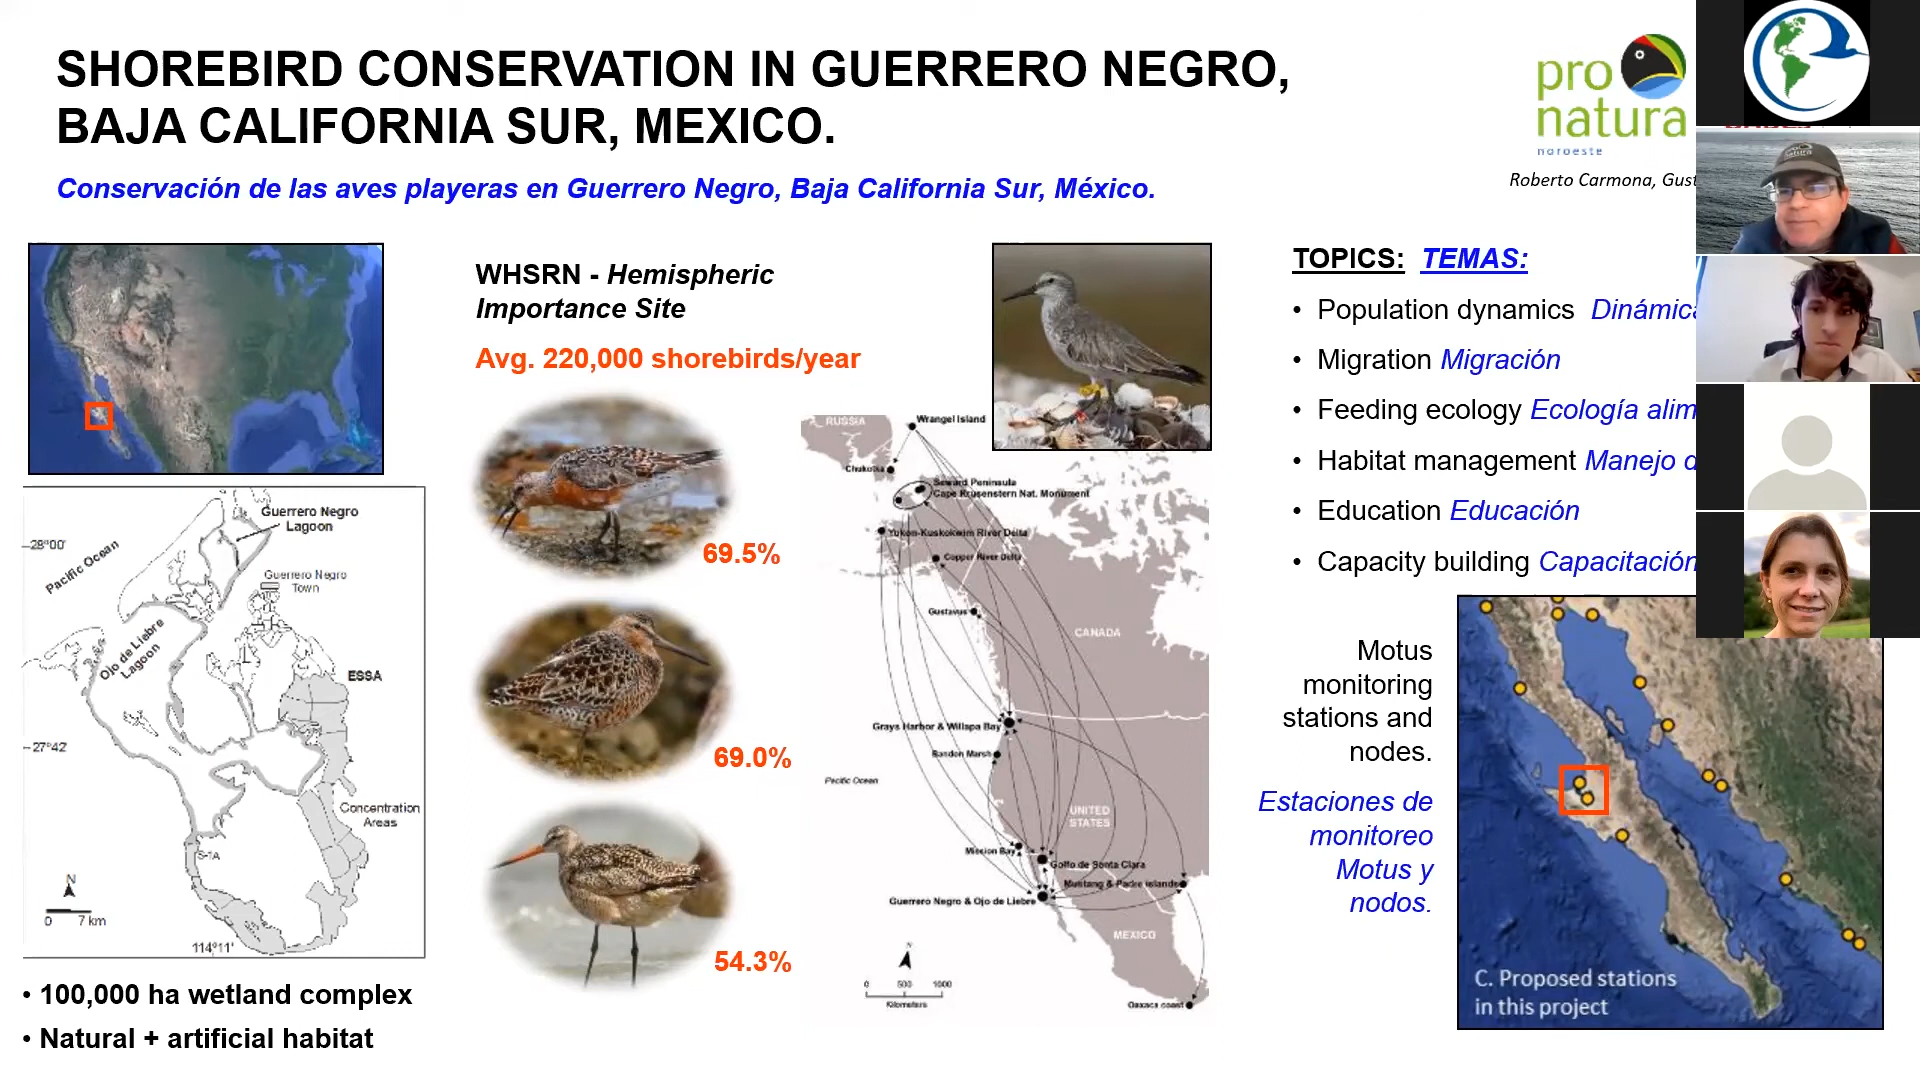 SHOREBIRD CONSERVATION IN GUERRERO NEGRO,
BAJA CALIFORNIA SUR, MEXICO.
Conservación de las aves playeras en Guerrero Negro, Baja California Sur, México.
pro
natura
noroeste
Roberto Carmona, Gust
natura
WHSRN - Hemispheric
Importance Site
Avg. 220,000 shorebirds/year
69.5%
69.0%
54.3%
TOPICS: TEMAS:
• Population dynamics Dinámica
• Migration Migración
• Feeding ecology Ecología alim
• Habitat management Manejo d
• Education Educación
• Capacity building Capacitación
Guerrero Negro
Lagoon
28°00'
Pacific Ocean
Guerrero Negro
Town
Ojo de Liebre
Lagoon
ESSA
27°42'
Concentration
Areas
S-TA
N
0 7 km
114°11'
• 100,000 ha wetland complex
• Natural + artificial habitat
RUSSIA
Wrangel Island
Chukotka
Seward Peninsula
Cape Krusenstern Nat. Monument
Yukon-Kuskokwim River Delta
Copper River Delta
Gustavus
CANADA
Grays Harbor & Willapa Bay
Bandon Marsh
Pacific Ocean
UNITED
STATES
Mission Bay
Golfo de Santa Clara
Mustang & Padre islands
Guerrero Negro & Ojo de Liebre
MEXICO
N
0 500 1000
Kilometers
Oaxaca coast
Motus
monitoring
stations and
nodes.
Estaciones de
monitoreo
Motus y
nodos.
C. Proposed stations
in this project